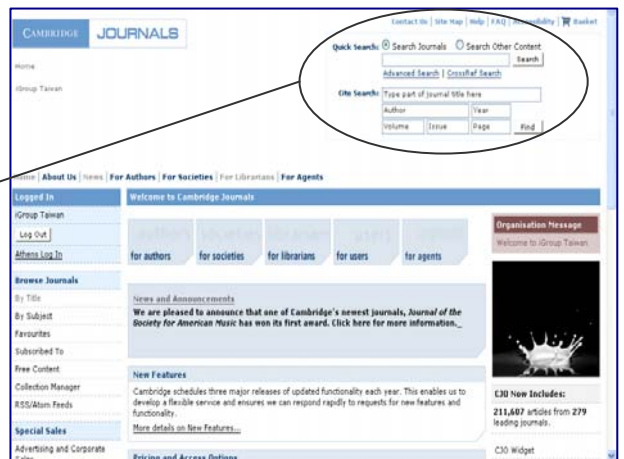 CAMBRIDGE JOURNALS
Contact Us | Site Map | Help | FAQ | Accessibility | Basket
Quick Search: Search Journals Search Other Content
Search
Advanced Search | CrossRef Search
Cite Search: Type part of journal title here
Author Year
Volume Issue Page Find
Home
iGroup Taiwan
Home | About Us | News | For Authors | For Societies | For Librarians | For Agents
Logged In
iGroup Taiwan
Log Out
Athens Log In
Browse Journals
By Title
By Subject
Favourites
Subscribed To
Free Content
Collection Manager
RSS/Atom Feeds
Special Sales
Advertising and Corporate
Sales
Welcome to Cambridge Journals
for authors for societies for librarians for users for agents
News and Announcements
We are pleased to announce that one of Cambridge's newest journals, Journal of the
Society for American Music has won its first award. Click here for more information._
New Features
Cambridge schedules three major releases of updated functionality each year. This enables us to
develop a flexible service and ensures we can respond rapidly to requests for new features and
functionality.
More details on New Features...
Pricing and Access Options
Organisation Message
Welcome to iGroup Taiwan
CJO Now Includes:
211,607 articles from 279
leading journals.
CJO Widget